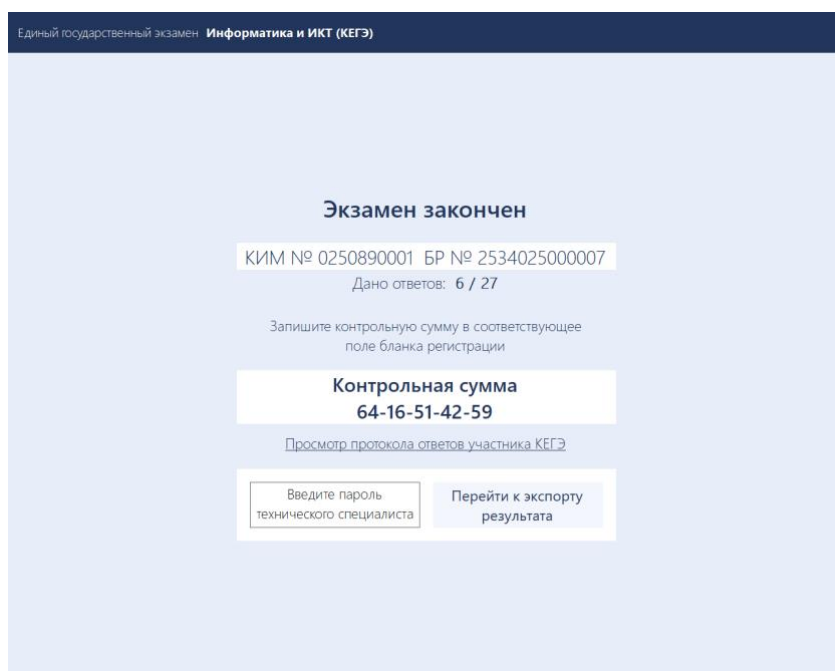 Единый государственный экзамен Информатика и ИКТ (КЕГЭ)
Экзамен закончен
КИМ № 0250890001 БР № 2534025000007
Дано ответов: 6 / 27
Запишите контрольную сумму в соответствующее
поле бланка регистрации
Контрольная сумма
64-16-51-42-59
Просмотр протокола ответов участника КЕГЭ
Введите пароль
технического специалиста
Перейти к экспорту
результата